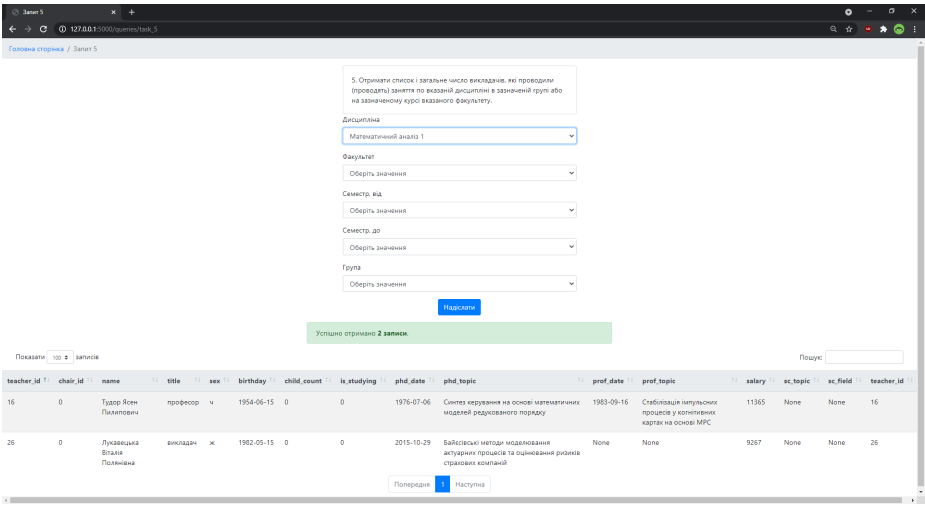 Запит 5
127.0.0.1:5000/queries/task_5
Головна сторінка / Запит 5
5. Отримати список і загальне число викладачів, які проводили
(проводять) заняття по вказаній дисципліні в зазначеній групі або
на зазначеному курсі вказаного факультету.
Дисципліна
Математичний аналіз 1
Факультет
Оберіть значення
Семестр, від
Оберіть значення
Семестр, до
Оберіть значення
Група
Оберіть значення
Надіслати
Успішно отримано 2 записи.
Показати 100 записів
Пошук:
teacher_id chair_id name title sex birthday child_count is_studying phd_date phd_topic prof_date prof_topic salary sc_topic sc_field teacher_id
16 0 Тудор Ясен професор ч 1954-06-15 0 0 1976-07-06 Синтез керування на основі математичних 1983-09-16 Стабілізація імпульсних 11365 None None 16
Пилипович моделей редукованого порядку процесів у когнітивних
картах на основі МРС
26 0 Лукавецька викладач ж 1982-05-15 0 0 2015-10-29 Байєсівські методи моделювання None None 9267 None None 26
Віталія актуарних процесів та оцінювання ризиків
Полянівна страхових компаній
Попередня 1 Наступна